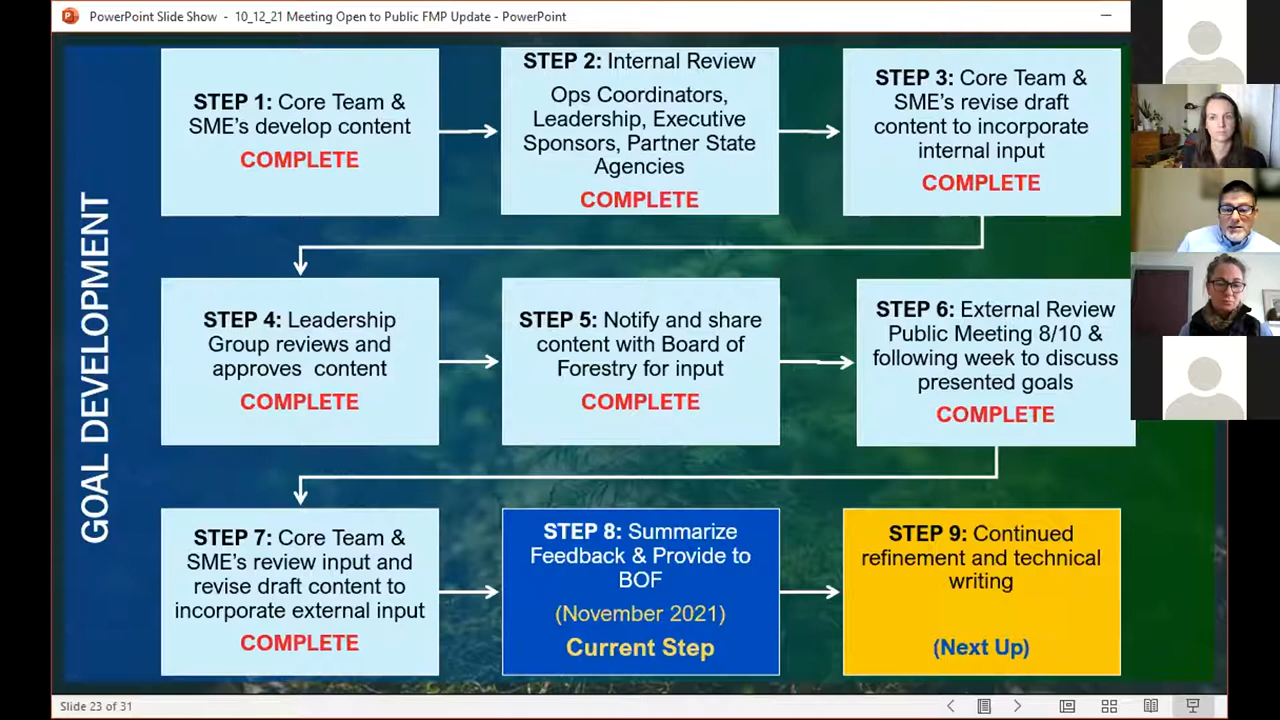 PowerPoint Slide Show - 10_12_21 Meeting Open to Public FMP Update - PowerPoint
GOAL DEVELOPMENT
STEP 1: Core Team &
SME's develop content
COMPLETE
STEP 2: Internal Review
Ops Coordinators,
Leadership, Executive
Sponsors, Partner State
Agencies
COMPLETE
STEP 3: Core Team &
SME's revise draft
content to incorporate
internal input
COMPLETE
STEP 4: Leadership
Group reviews and
approves content
COMPLETE
STEP 5: Notify and share
content with Board of
Forestry for input
COMPLETE
STEP 6: External Review
Public Meeting 8/10 &
following week to discuss
presented goals
COMPLETE
STEP 7: Core Team &
SME's review input and
revise draft content to
incorporate external input
COMPLETE
STEP 8: Summarize
Feedback & Provide to
BOF
(November 2021)
Current Step
STEP 9: Continued
refinement and technical
writing
(Next Up)
Slide 23 of 31